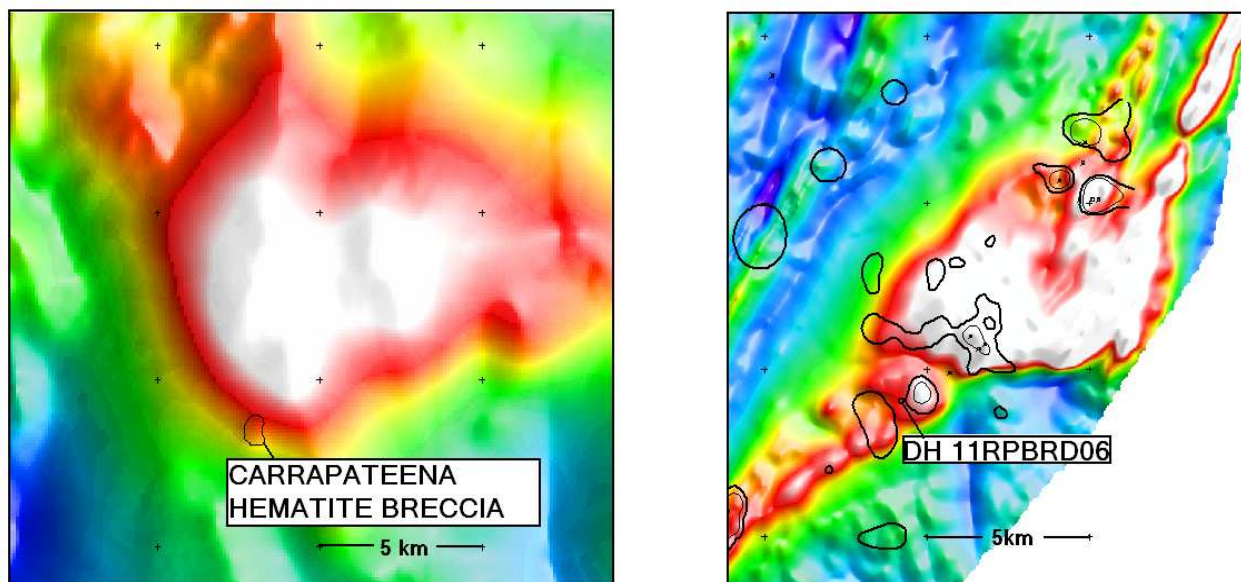 CARRAPATEENA
HEMATITE BRECCIA
5 km
DH 11RPBRD06
5km